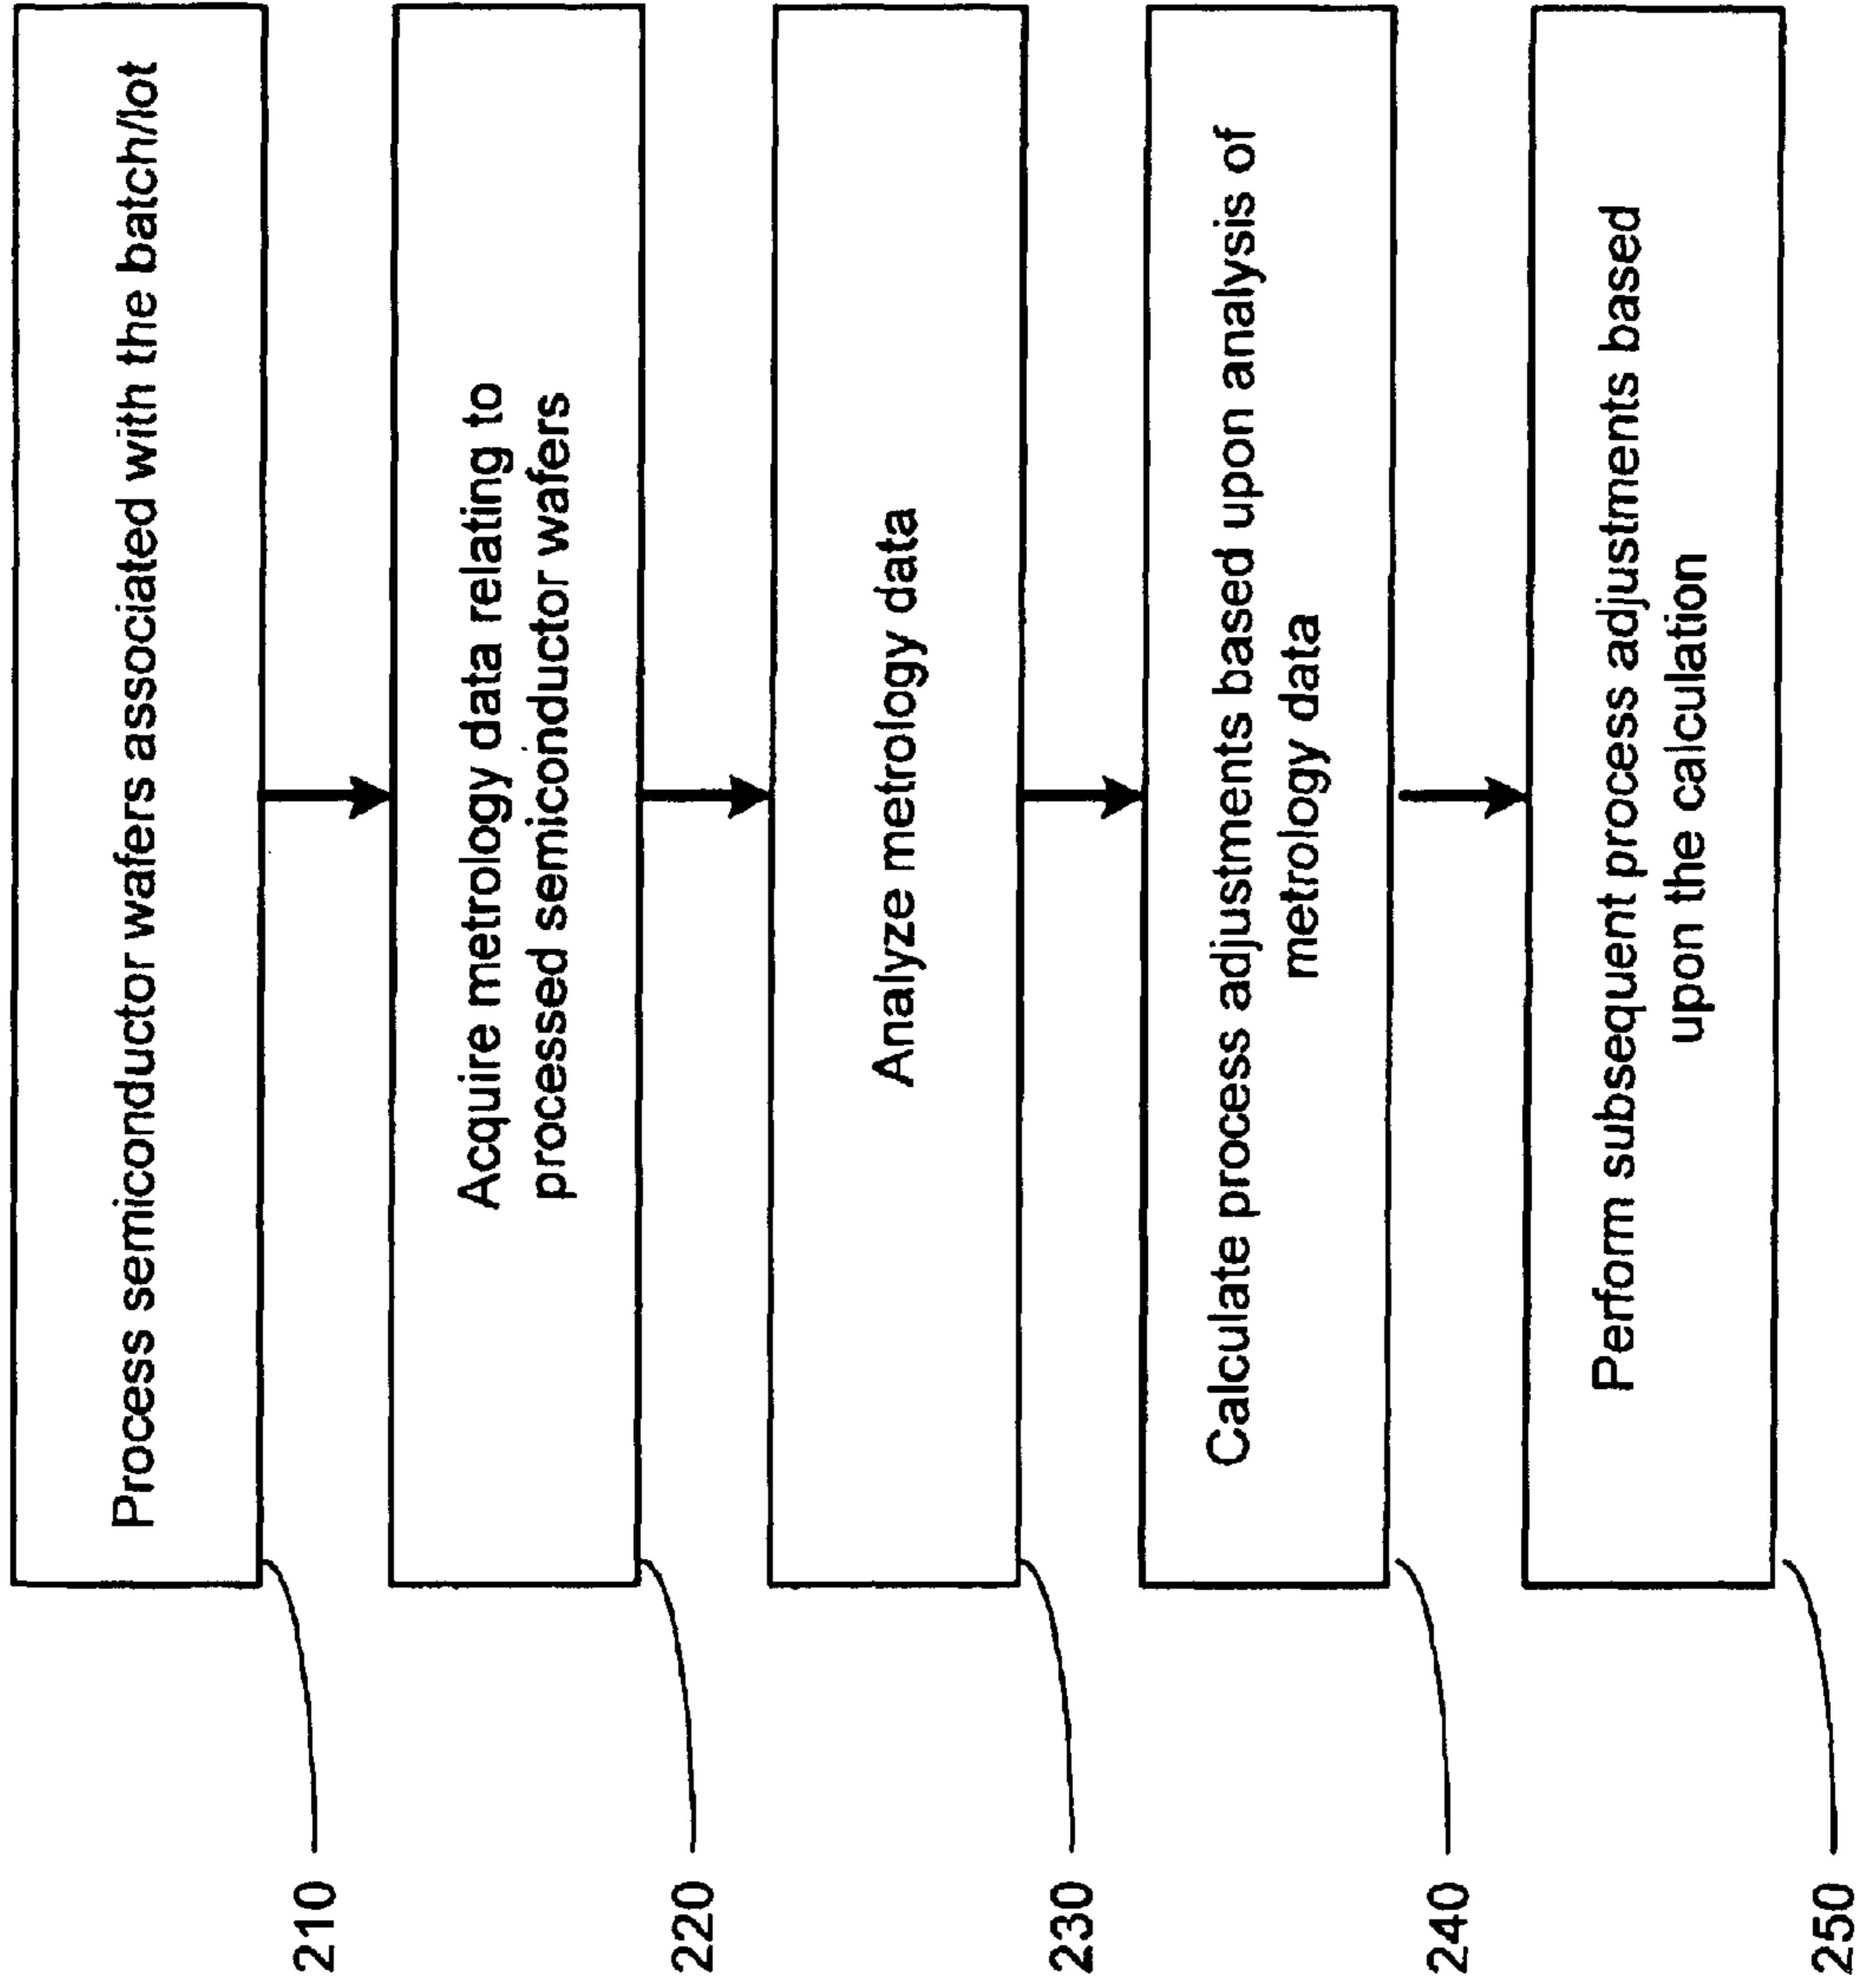 210
Process semiconductor wafers associated with the batch/lot
220
Acquire metrology data relating to
processed semiconductor wafers
230
Analyze metrology data
240
Calculate process adjustments based upon analysis of
metrology data
250
Perform subsequent process adjustments based
upon the calculation